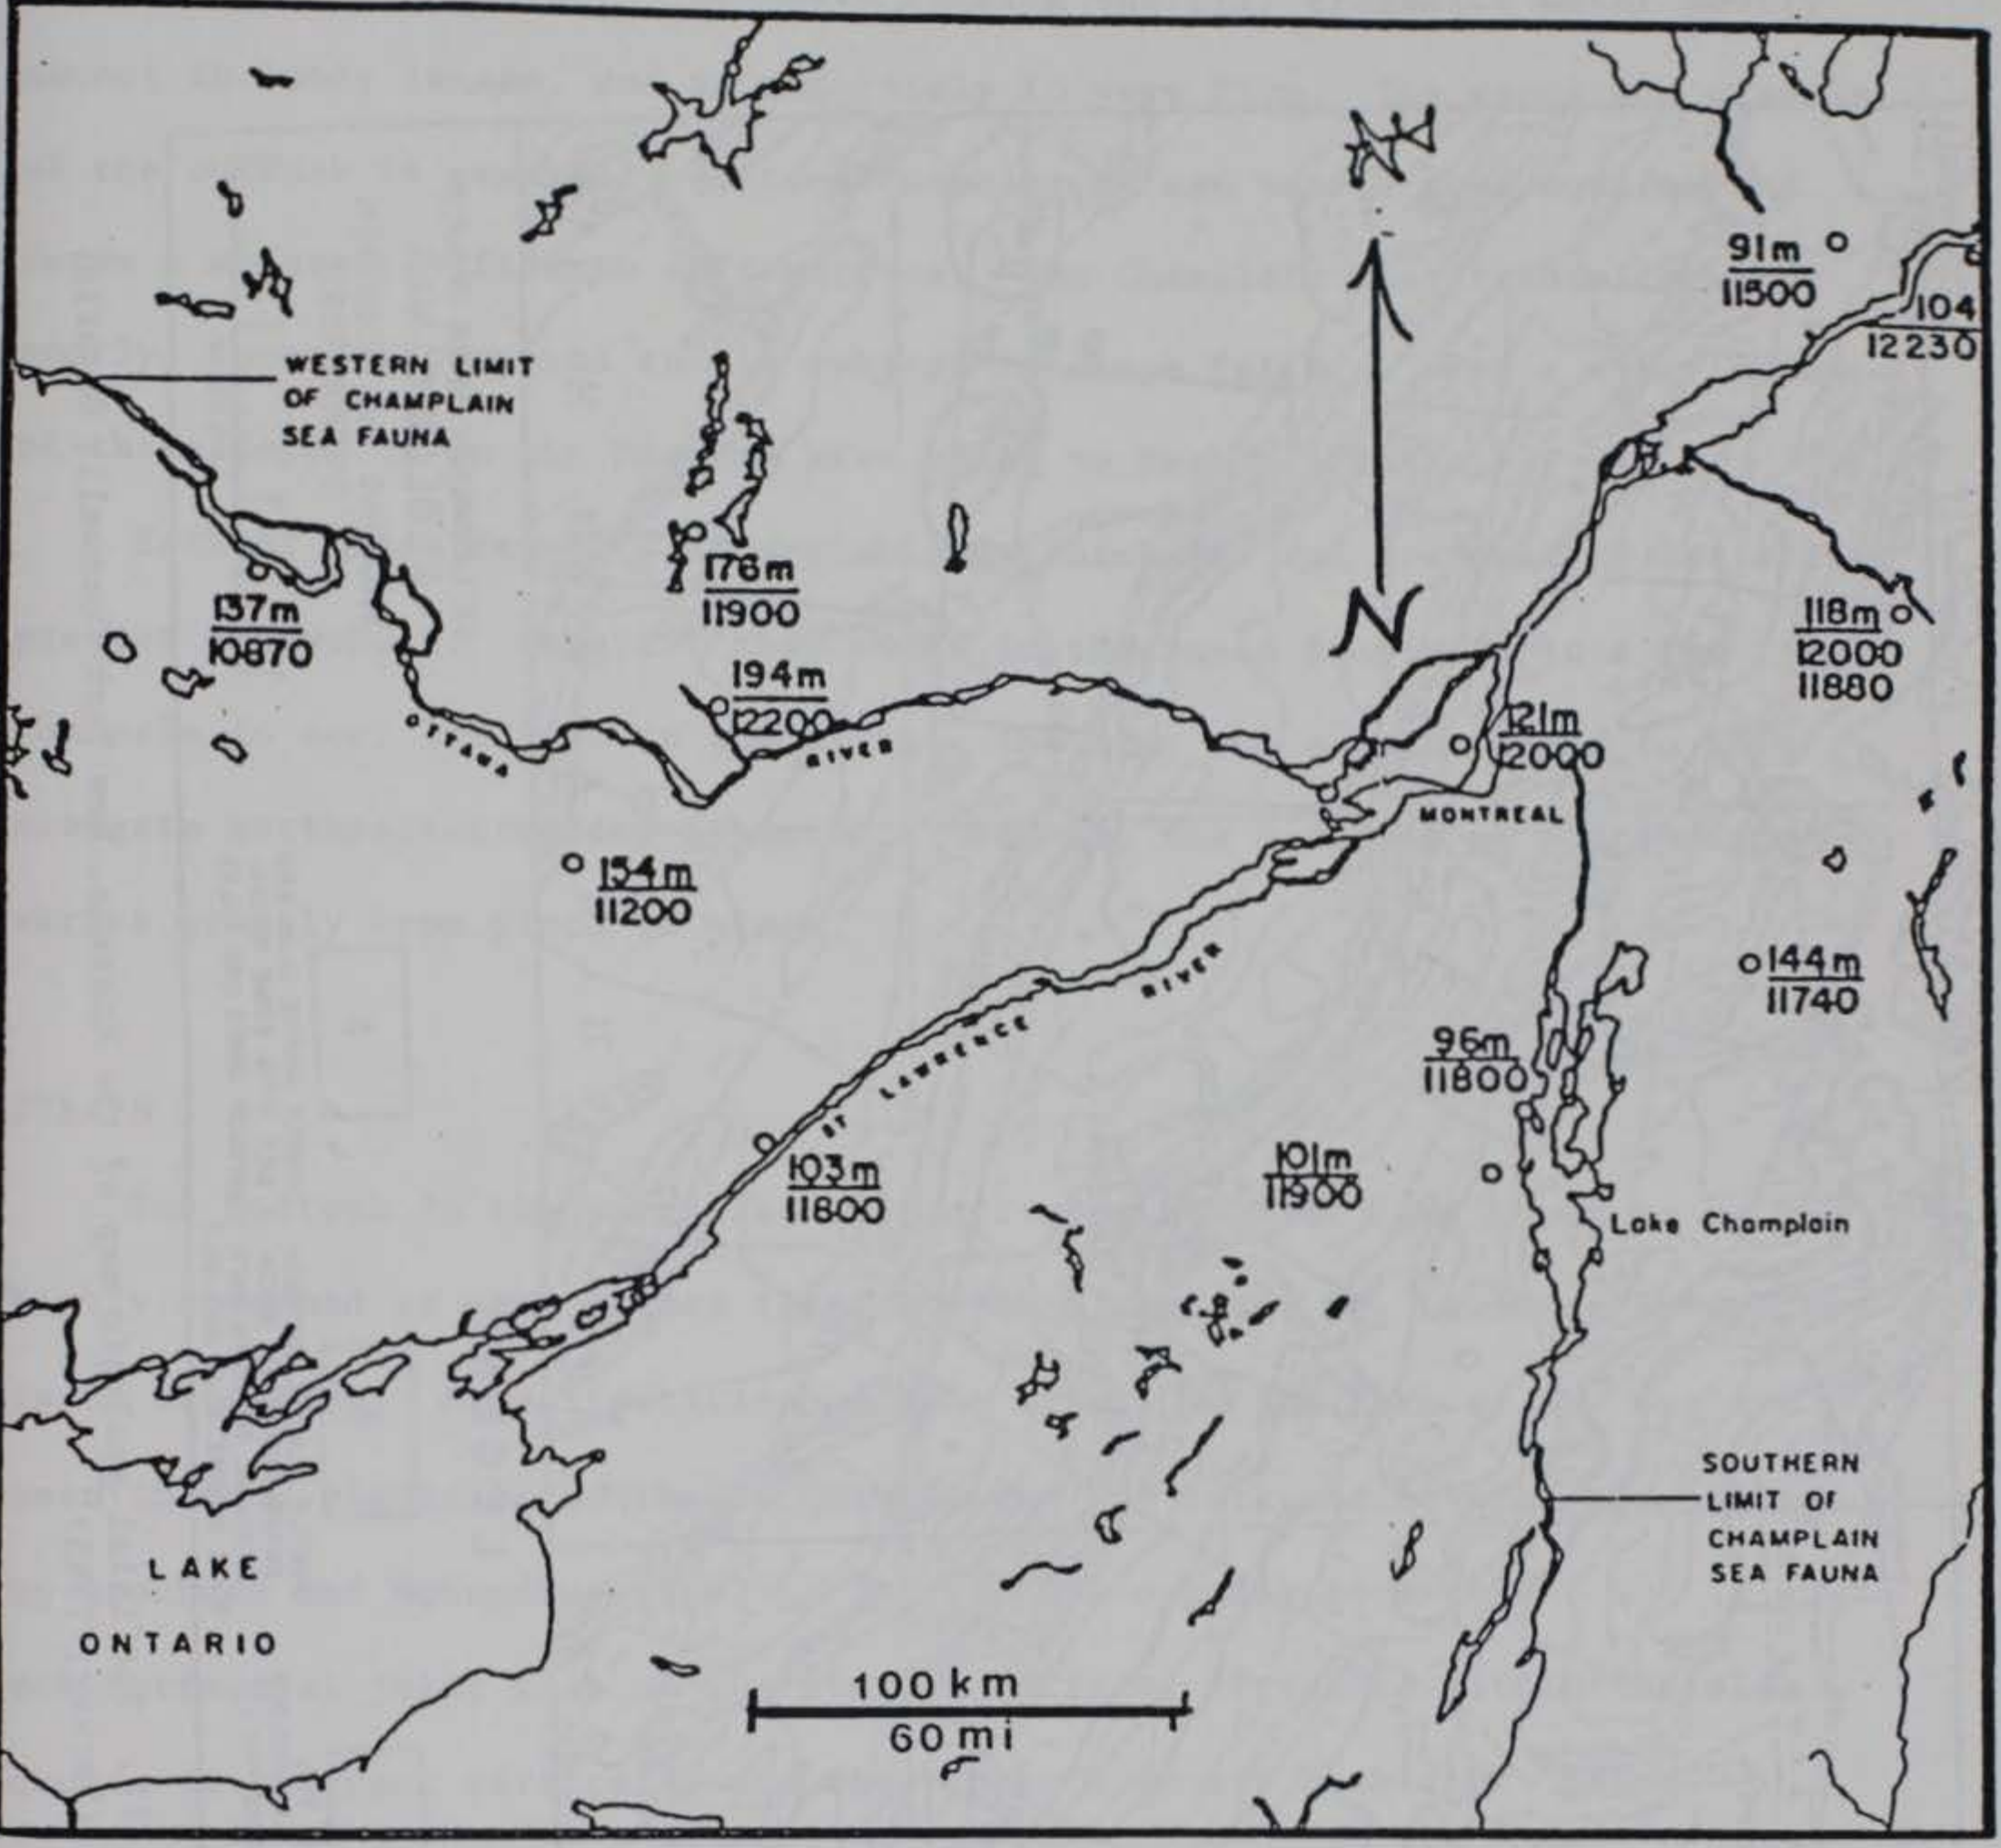 91m
11500
104
12230
WESTERN LIMIT
OF CHAMPLAIN
SEA FAUNA
176m
11900
137m
10870
N
118m
12000
11880
194m
12200
121m
12000
OTTAWA RIVER
MONTREAL
154m
11200
144m
11740
ST LAWRENCE RIVER
96m
11800
103m
11800
101m
11900
Lake Champlain
SOUTHERN
LIMIT OF
CHAMPLAIN
SEA FAUNA
LAKE
ONTARIO
100 km
60 mi